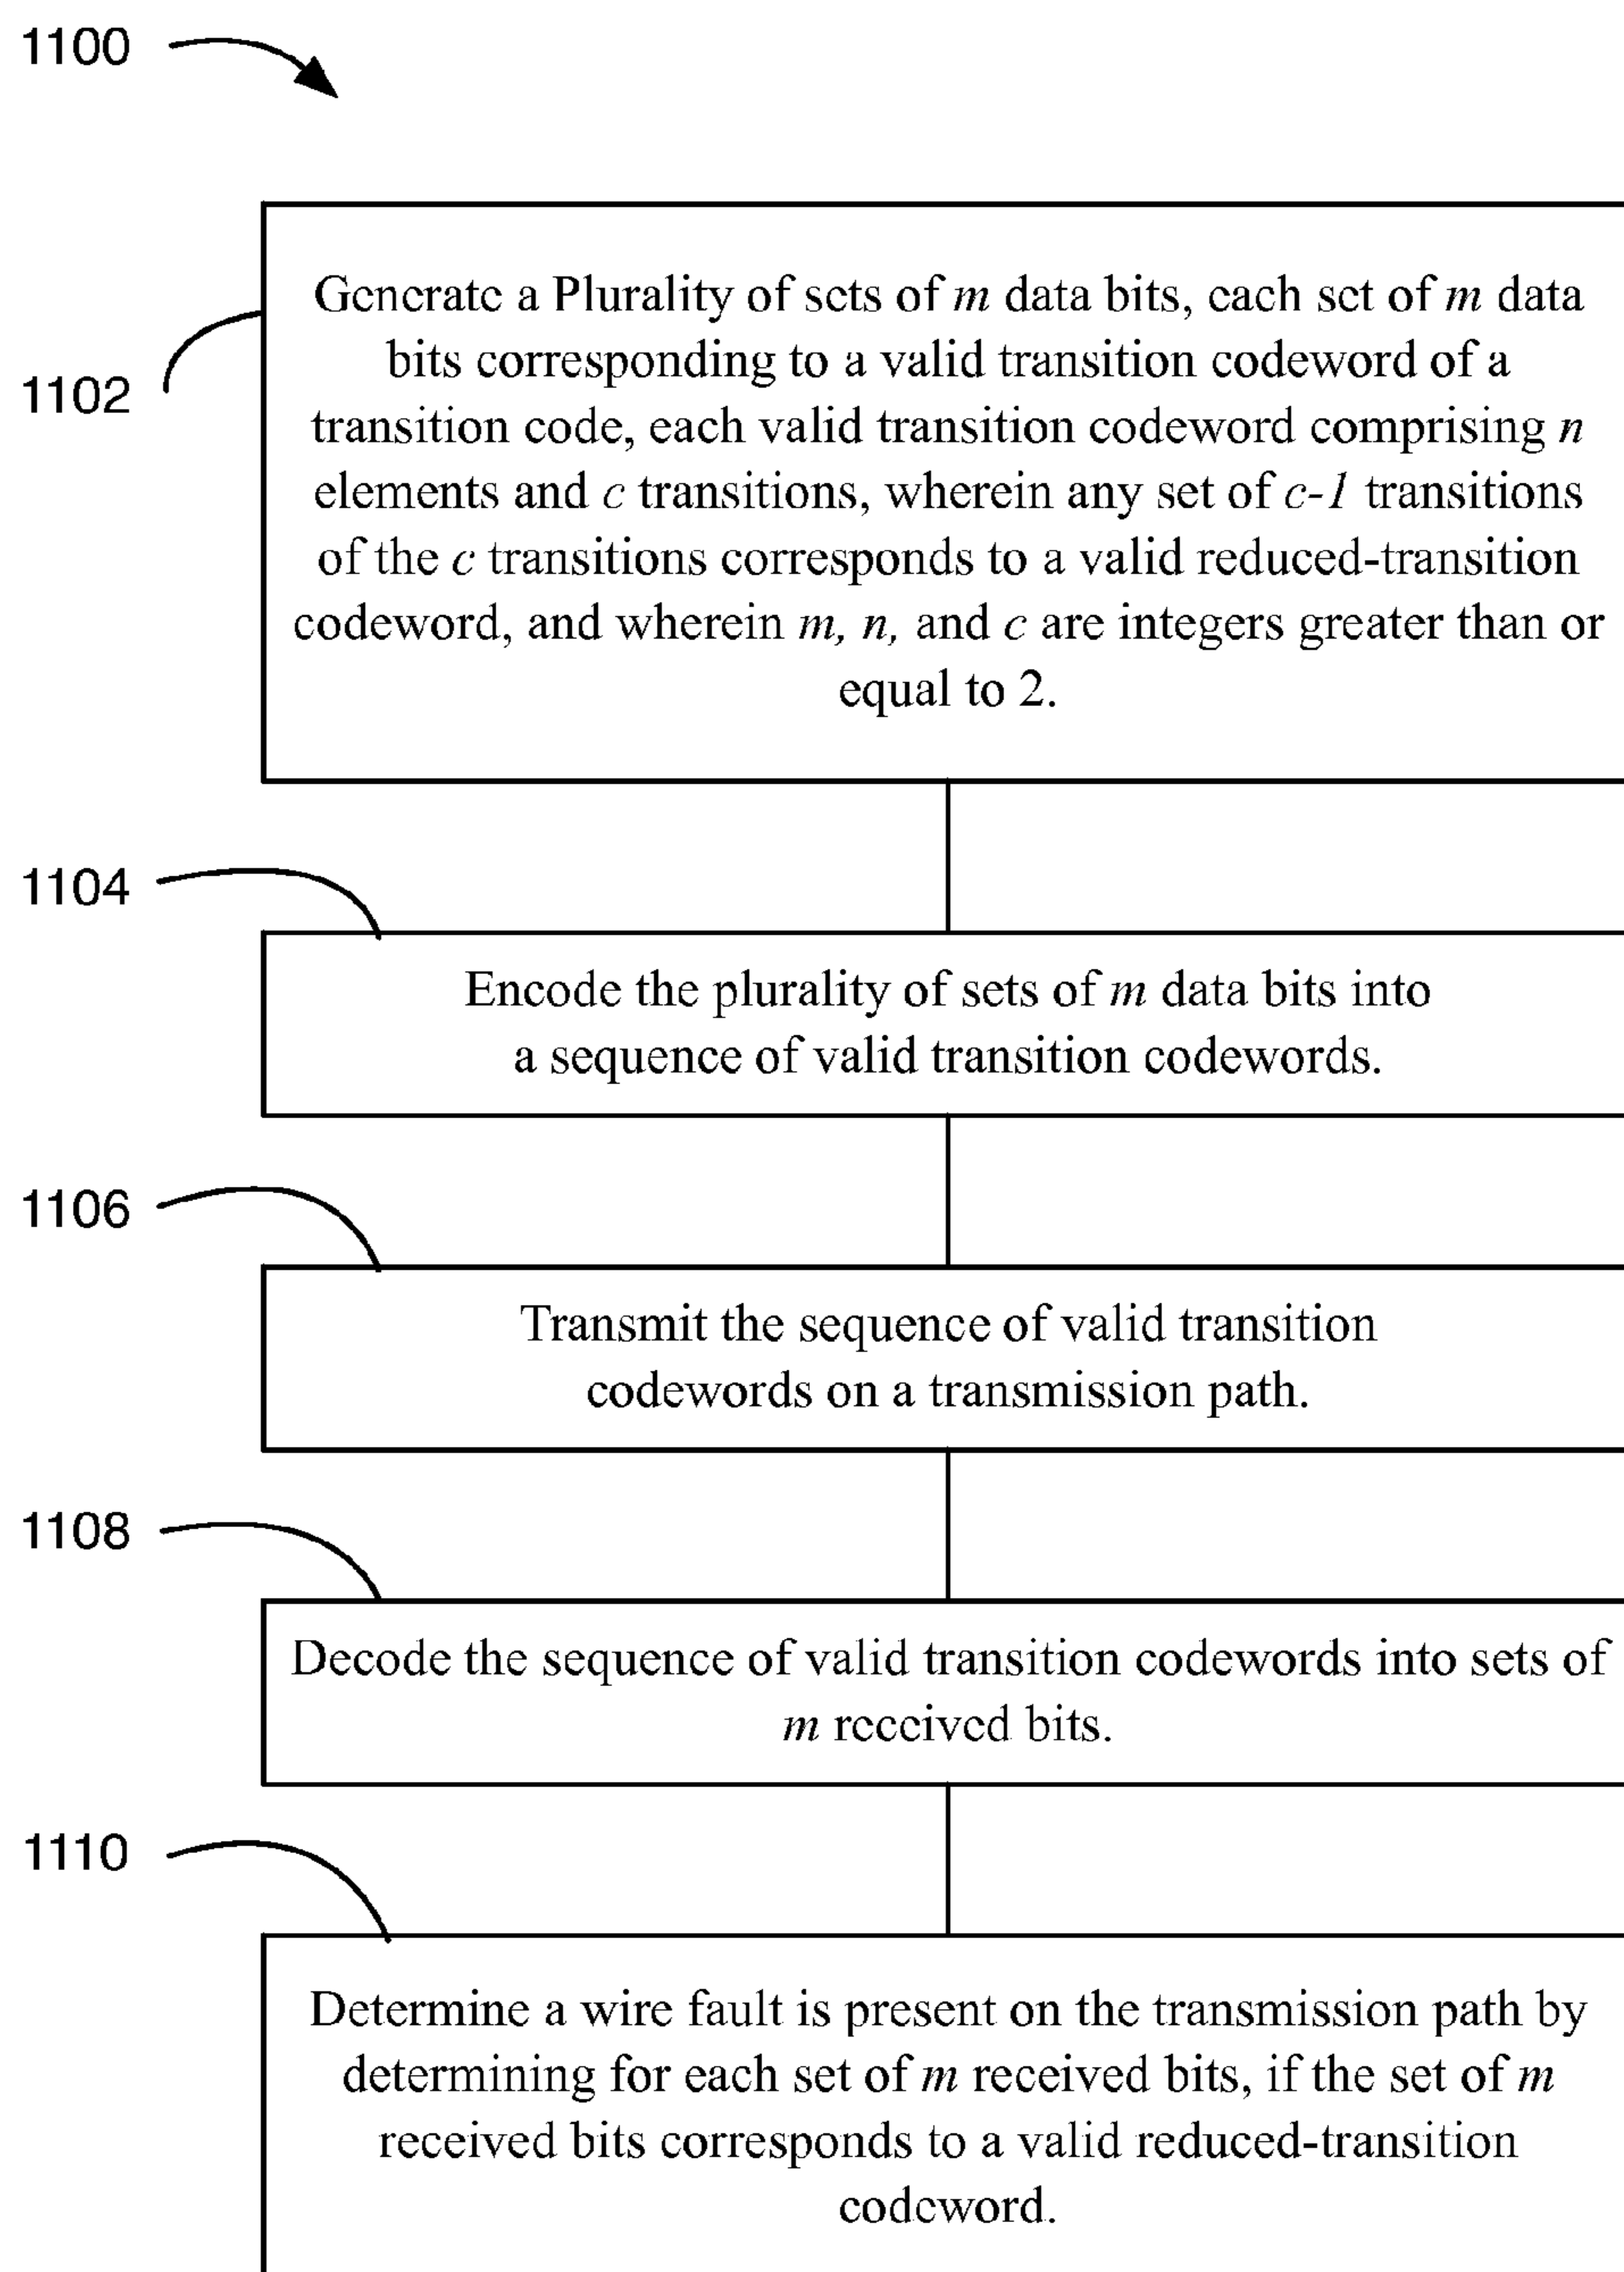 1100
Generate a Plurality of sets of m data bits, each set of m data
bits corresponding to a valid transition codeword of a
1102
transition code, each valid transition codeword comprising n
elements and c transitions, wherein any set of c-1 transitions
of the c transitions corresponds to a valid reduced-transition
codeword, and wherein m, n, and c are integers greater than or
equal to 2.
1104
Encode the plurality of sets of m data bits into
a sequence of valid transition codewords.
1106
Transmit the sequence of valid transition
codewords on a transmission path.
1108
Decode the sequence of valid transition codewords into sets of
m received bits.
1110
Determine a wire fault is present on the transmission path by
determining for each set of m received bits, if the set of m
received bits corresponds to a valid reduced-transition
codeword.